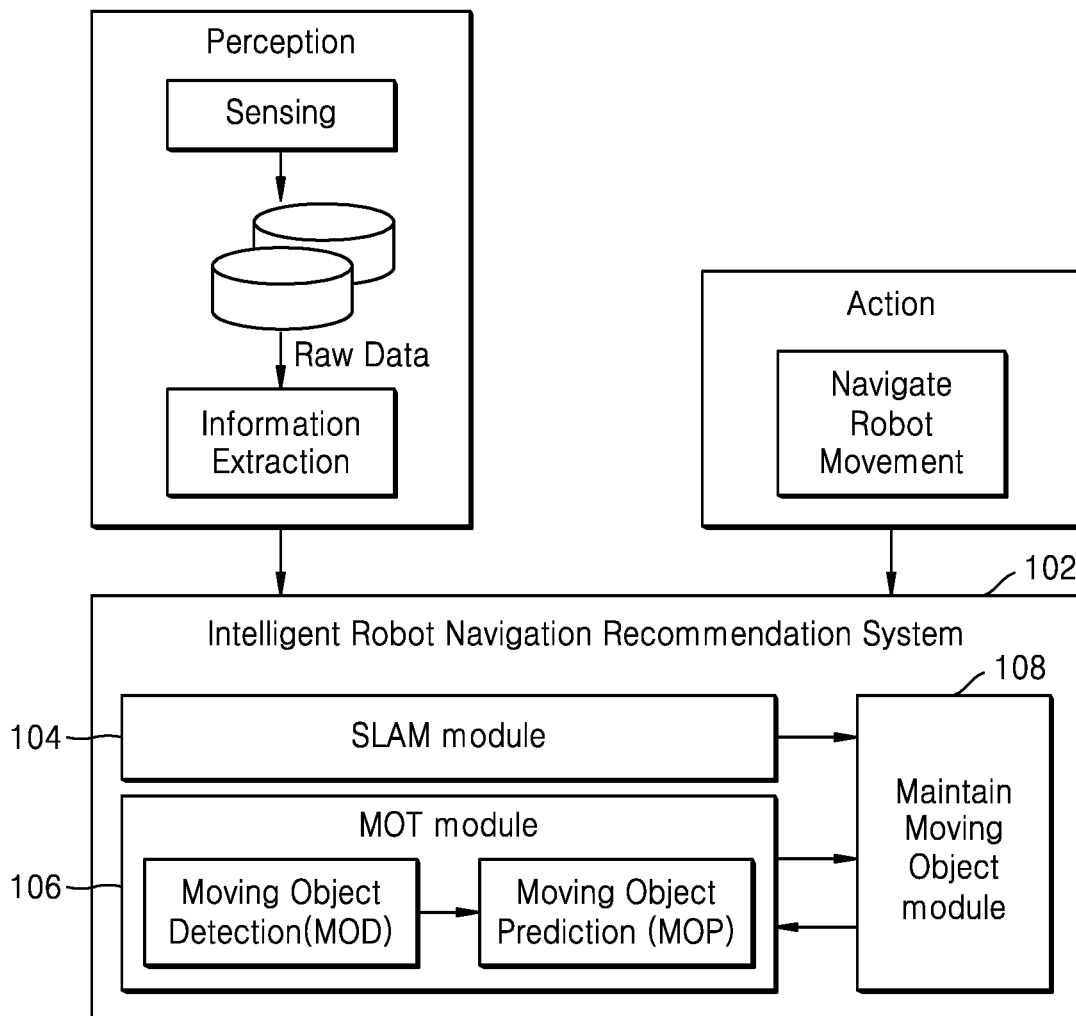 Perception
Sensing
Raw Data
Information
Extraction
Action
Navigate
Robot
Movement
102
Intelligent Robot Navigation Recommendation System
108
104
SLAM module
MOT module
106
Moving Object
Detection(MOD)
Moving Object
Prediction (MOP)
Maintain
Moving
Object
module